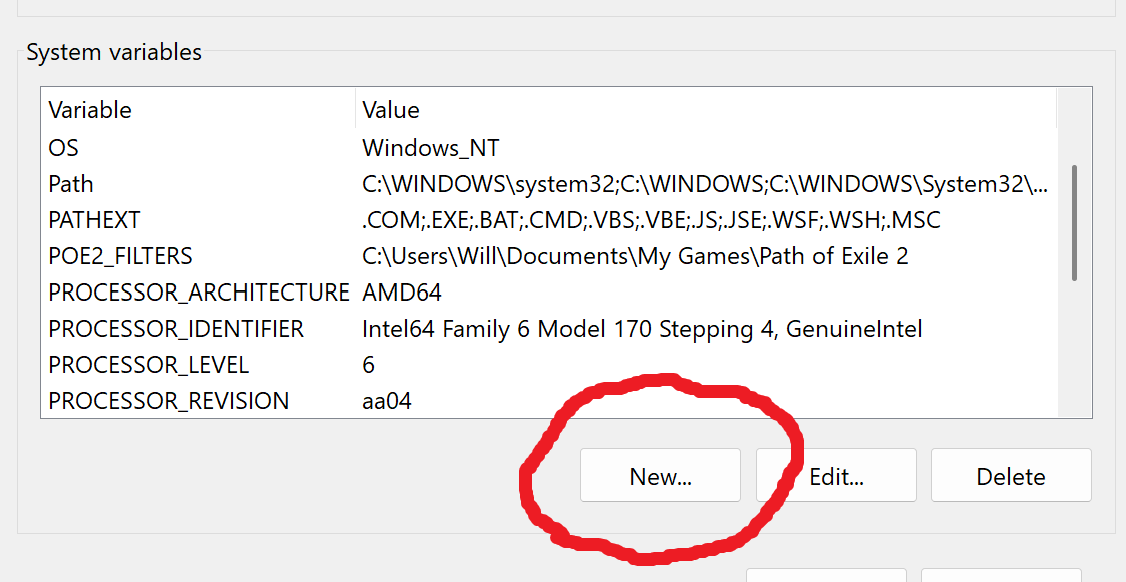 System variables
Variable Value
OS Windows_NT
Path C:\WINDOWS\system32;C:\WINDOWS;C:\WINDOWS\System32\...
PATHEXT .COM;.EXE;.BAT;.CMD;.VBS;.VBE;.JS;.JSE;.WSF;.WSH;.MSC
POE2_FILTERS C:\Users\Will\Documents\My Games\Path of Exile 2
PROCESSOR_ARCHITECTURE AMD64
PROCESSOR_IDENTIFIER Intel64 Family 6 Model 170 Stepping 4, GenuineIntel
PROCESSOR_LEVEL 6
PROCESSOR_REVISION aa04
New... Edit... Delete